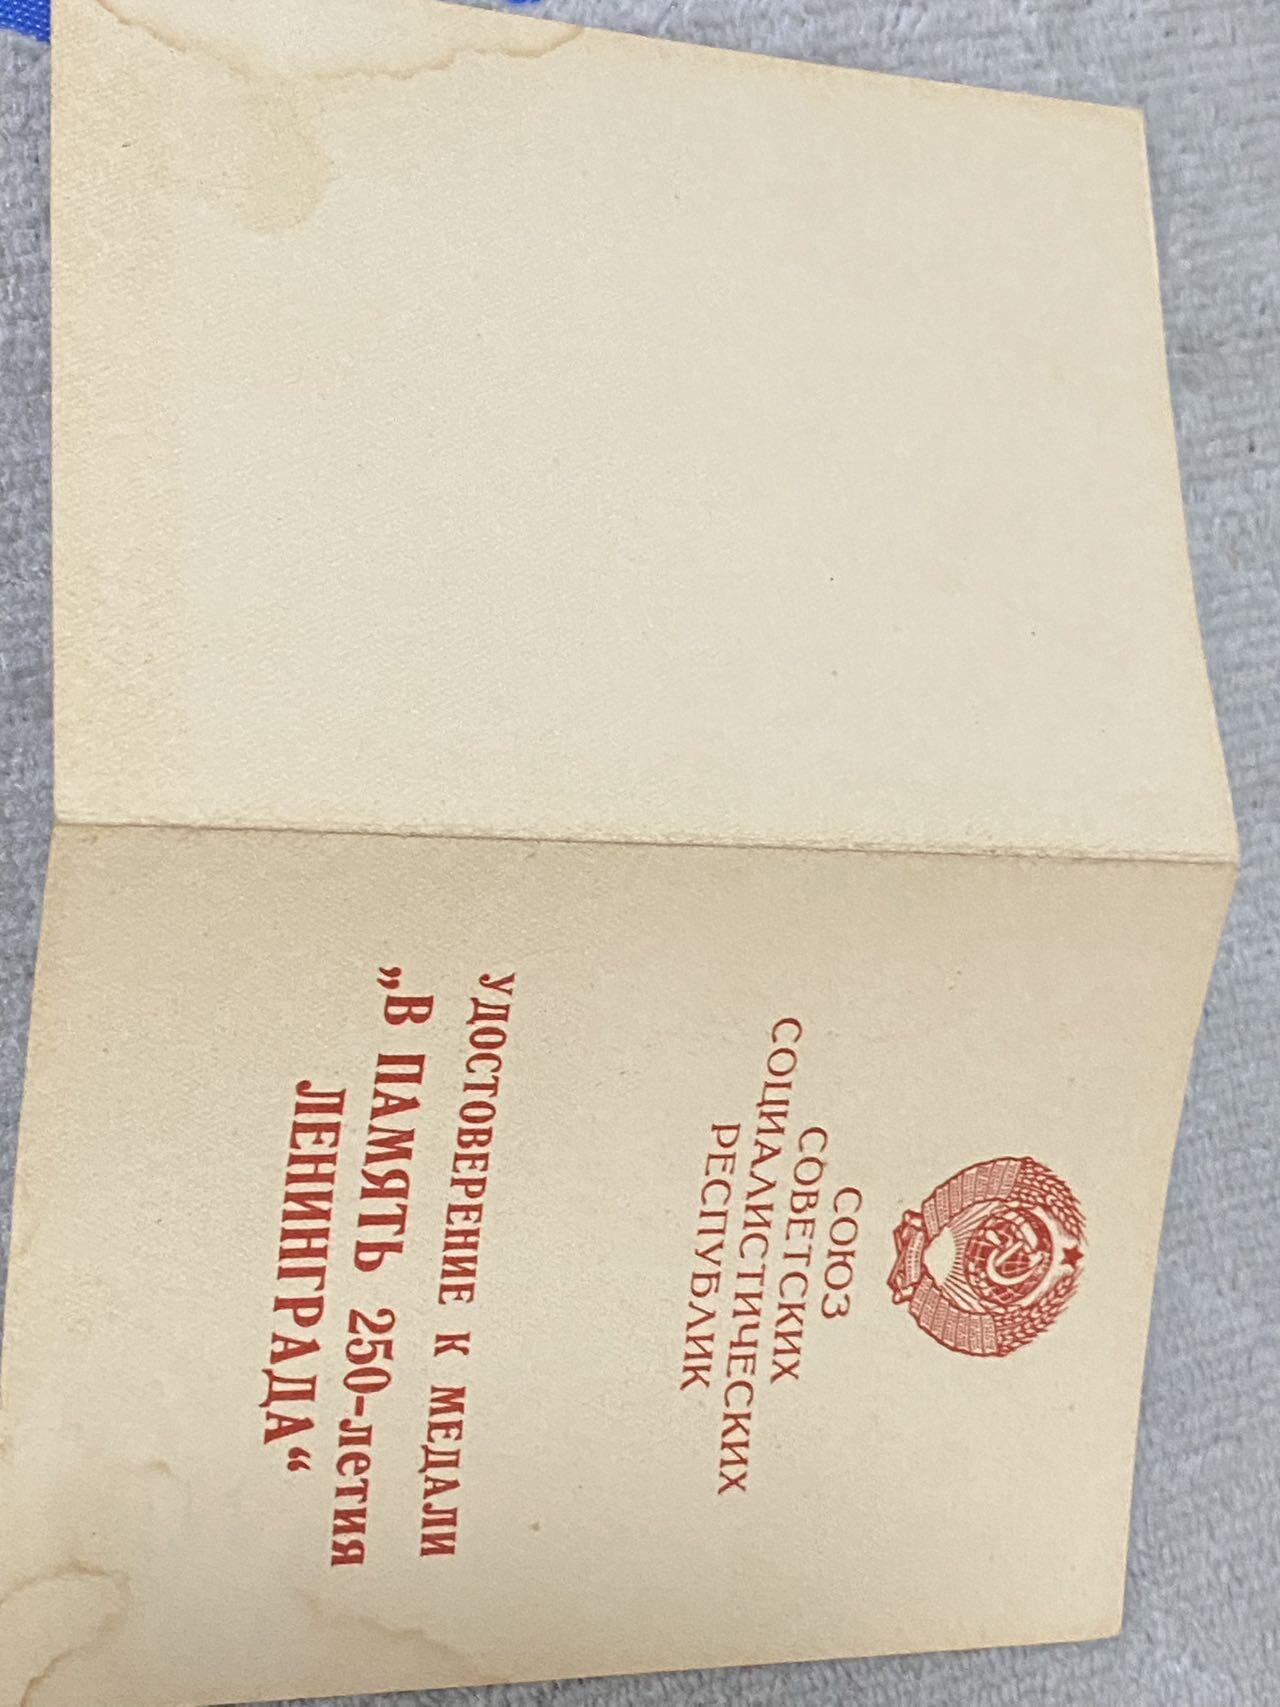 СОЮЗ
СОВЕТСКИХ
СОЦИАЛИСТИЧЕСКИХ
РЕСПУБЛИК
УДОСТОВЕРЕНИЕ К МЕДАЛИ
„В ПАМЯТЬ 250-летия
ЛЕНИНГРАДА“